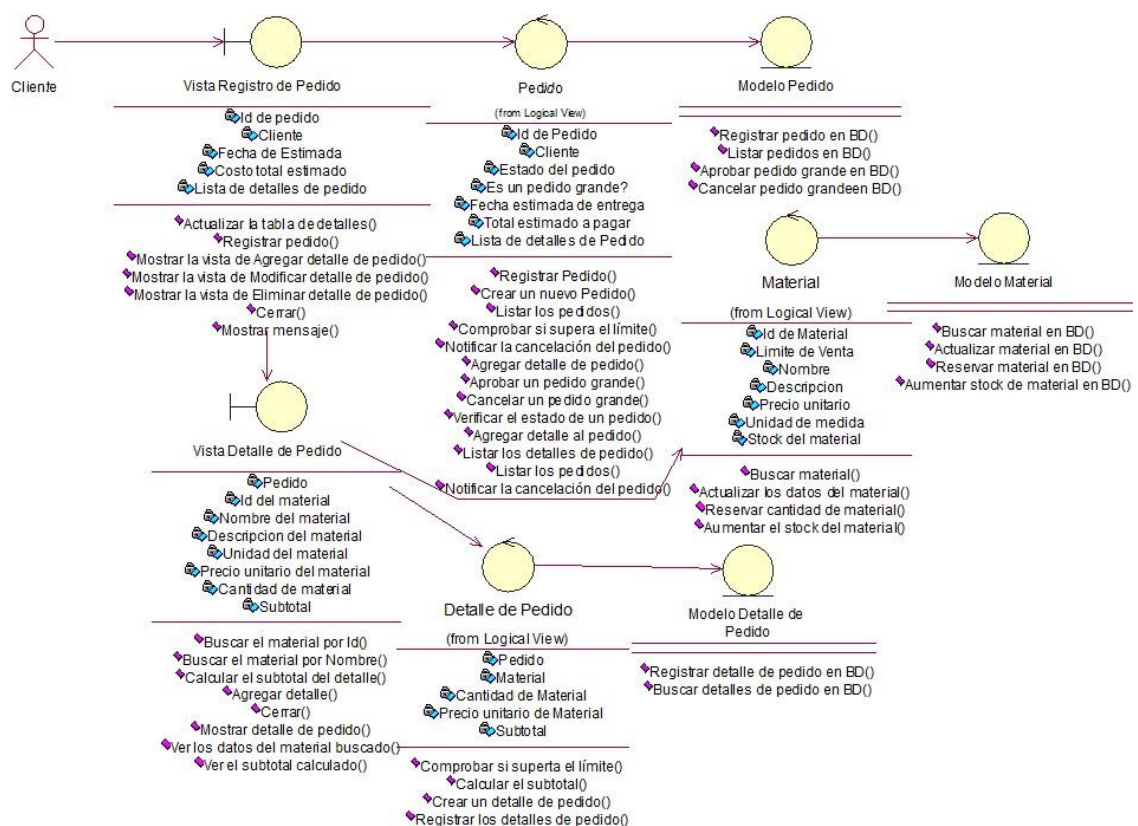 Cliente
Vista Registro de Pedido
Id de pedido
Cliente
Fecha de Estimada
Costo total estimado
Lista de detalles de pedido
Actualizar la tabla de detalles()
Registrar pedido()
Mostrar la vista de Agregar detalle de pedido()
Mostrar la vista de Modificar detalle de pedido()
Mostrar la vista de Eliminar detalle de pedido()
Cerrar()
Mostrar mensaje()
Pedido
(from Logical View)
Id de Pedido
Cliente
Estado del pedido
Es un pedido grande?
Fecha estimada de entrega
Total estimado a pagar
Lista de detalles de Pedido
Registrar Pedido()
Crear un nuevo Pedido()
Listar los pedidos()
Comprobar si supera el límite()
Notificar la cancelación del pedido()
Agregar detalle de pedido()
Aprobar un pedido grande()
Cancelar un pedido grande()
Verificar el estado de un pedido()
Agregar detalle al pedido()
Listar los detalles de pedido()
Listar los pedidos()
Notificar la cancelación del pedido()
Modelo Pedido
Registrar pedido en BD()
Listar pedidos en BD()
Aprobar pedido grande en BD()
Cancelar pedido grandeen BD()
Material
(from Logical View)
Id de Material
Limite de Venta
Nombre
Descripcion
Precio unitario
Unidad de medida
Stock del material
Buscar material()
Actualizar los datos del material()
Reservar cantidad de material()
Aumentar el stock del material()
Modelo Material
Buscar material en BD()
Actualizar material en BD()
Reservar material en BD()
Aumentar stock de material en BD()
Vista Detalle de Pedido
Pedido
Id del material
Nombre del material
Descripcion del material
Unidad del material
Precio unitario del material
Cantidad de material
Subtotal
Buscar el material por Id()
Buscar el material por Nombre()
Calcular el subtotal del detalle()
Agregar detalle()
Cerrar()
Mostrar detalle de pedido()
Ver los datos del material buscado()
Ver el subtotal calculado()
Detalle de Pedido
(from Logical View)
Pedido
Material
Cantidad de Material
Precio unitario de Material
Subtotal
Comprobar si superta el límite()
Calcular el subtotal()
Crear un detalle de pedido()
Registrar los detalles de pedido()
Modelo Detalle de
Pedido
Registrar detalle de pedido en BD()
Buscar detalles de pedido en BD()